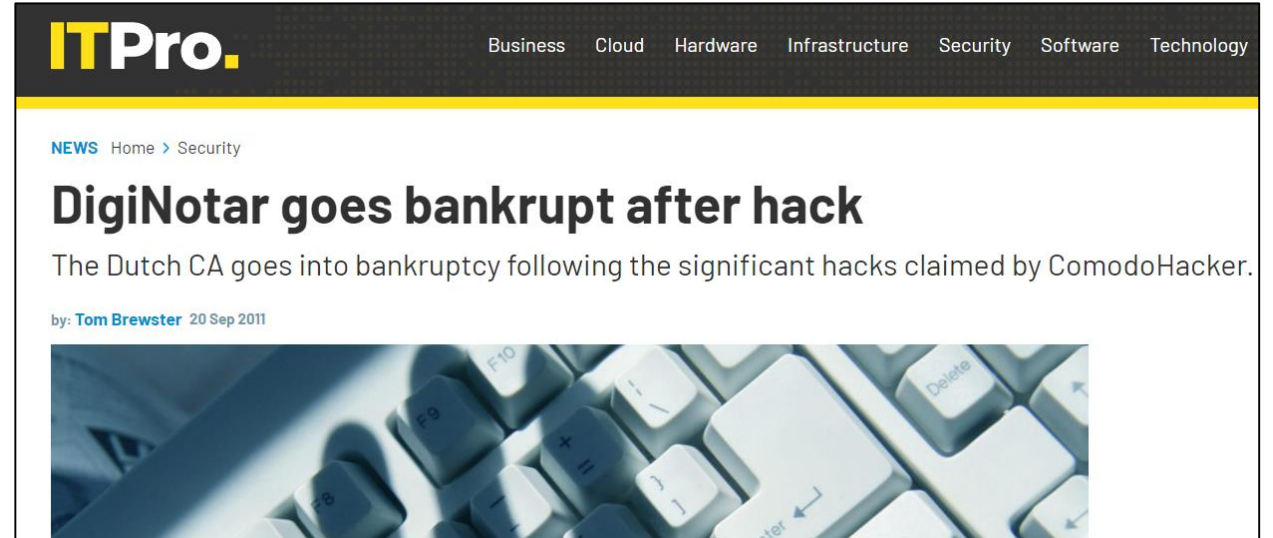 ITPro.
Business Cloud Hardware Infrastructure Security Software Technology
NEWS Home > Security
DigiNotar goes bankrupt after hack
The Dutch CA goes into bankruptcy following the significant hacks claimed by ComodoHacker.
by: Tom Brewster 20 Sep 2011
F10
F9
Delete
F8